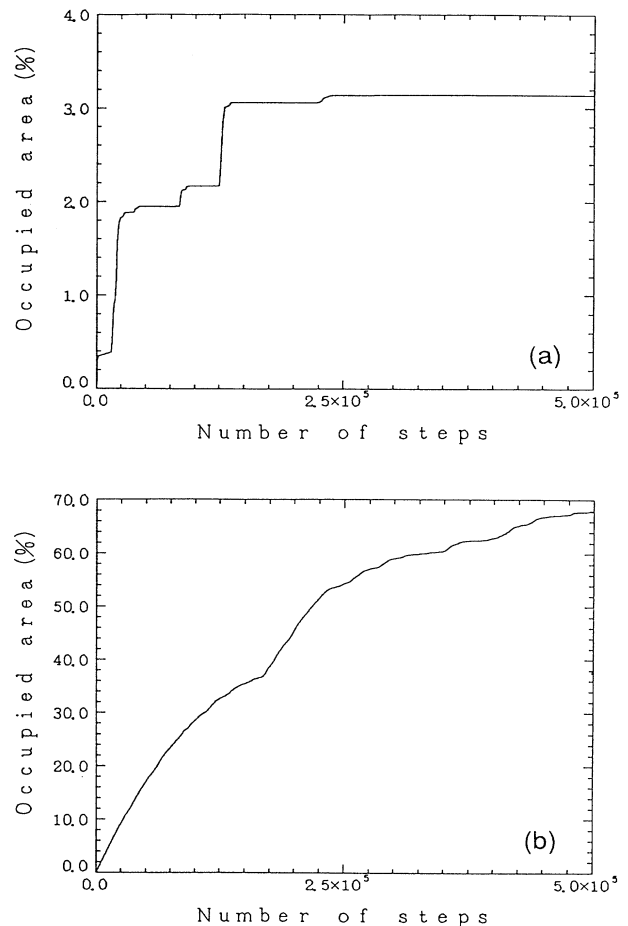 4.0
3.0
2.0
1.0
0.0
Occupied area (%)
(a)
0.0 2.5×10⁵ 5.0×10⁵
Number of steps
70.0
60.0
50.0
40.0
30.0
20.0
10.0
0.0
Occupied area (%)
(b)
0.0 2.5×10⁵ 5.0×10⁵
Number of steps